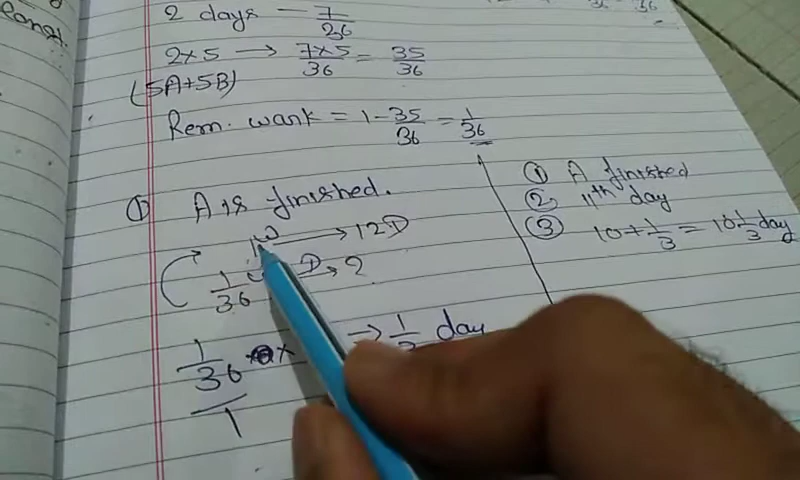 2 days — 7/36
2×5 → 7×5/36 = 35/36
(5A+5B)
Rem. wark = 1 - 35/36 = 1/36
① A is finished.
1W → 12D
1/36 W D → ?
1/36 × → 1/3 day
1
① A finished
② 11th day
③ 10+1/3 = 10 1/3 day